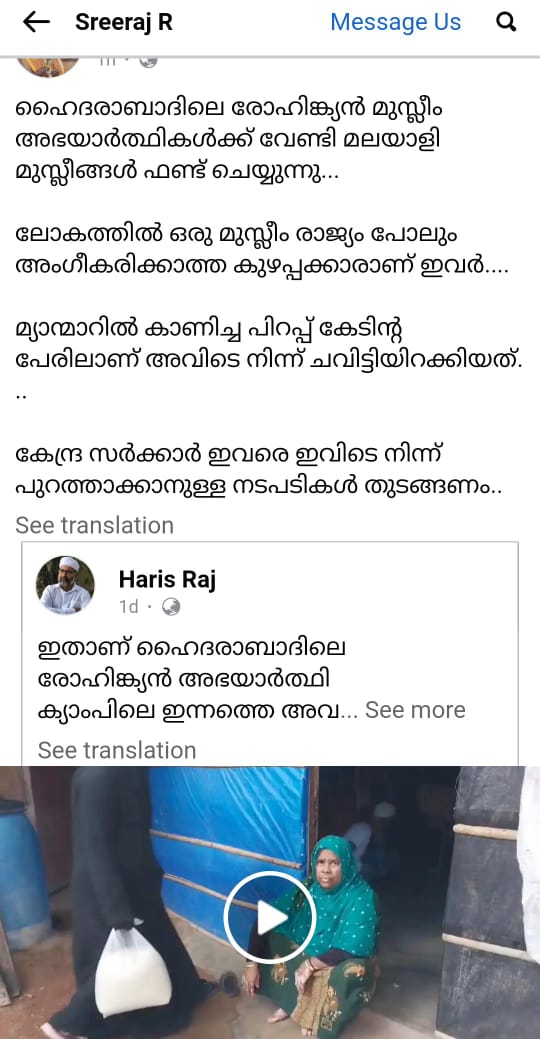 Sreeraj R
Message Us
ഹൈദരാബാദിലെ രോഹിങ്ക്യൻ മുസ്ലീം
അഭയാർത്ഥികൾക്ക് വേണ്ടി മലയാളി
മുസ്ലീങ്ങൾ ഫണ്ട് ചെയ്യുന്നു...
ലോകത്തിൽ ഒരു മുസ്ലീം രാജ്യം പോലും
അംഗീകരിക്കാത്ത കുഴപ്പക്കാരാണ് ഇവർ....
മ്യാന്മാറിൽ കാണിച്ച പിറപ്പ് കേടിന്റ
പേരിലാണ് അവിടെ നിന്ന് ചവിട്ടിയിറക്കിയത്.
..
കേന്ദ്ര സർക്കാർ ഇവരെ ഇവിടെ നിന്ന്
പുറത്താക്കാനുള്ള നടപടികൾ തുടങ്ങണം..
See translation
Haris Raj
1d ·
ഇതാണ് ഹൈദരാബാദിലെ
രോഹിങ്ക്യൻ അഭയാർത്ഥി
ക്യാംപിലെ ഇന്നത്തെ അവ... See more
See translation